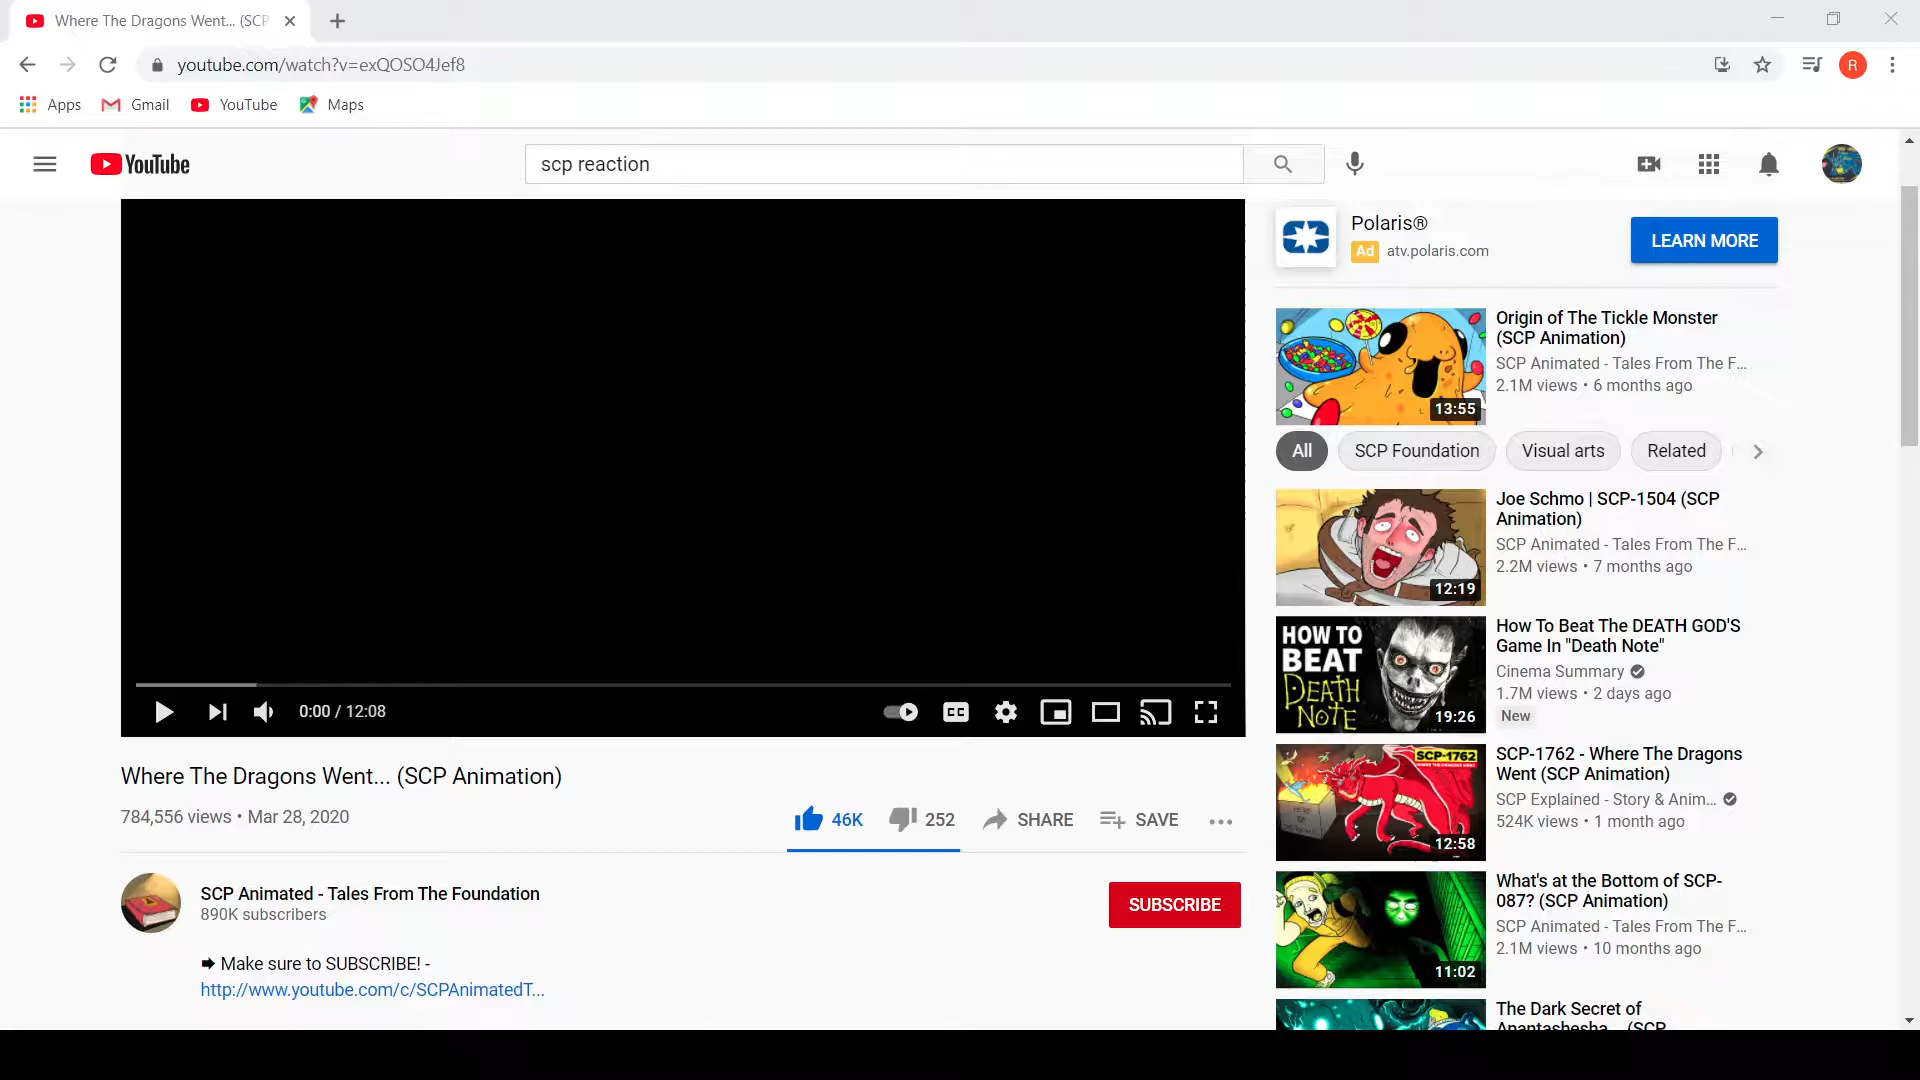 Where The Dragons Went... (SCP
youtube.com/watch?v=exQOSO4Jef8
R
Apps Gmail YouTube Maps
YouTube
scp reaction
0:00 / 12:08
CC
Where The Dragons Went... (SCP Animation)
784,556 views • Mar 28, 2020
46K 252 SHARE SAVE
SCP Animated - Tales From The Foundation
890K subscribers
SUBSCRIBE
Make sure to SUBSCRIBE! -
http://www.youtube.com/c/SCPAnimatedT...
Polaris®
Ad atv.polaris.com
LEARN MORE
13:55
Origin of The Tickle Monster
(SCP Animation)
SCP Animated - Tales From The F...
2.1M views • 6 months ago
All SCP Foundation Visual arts Related
12:19
Joe Schmo | SCP-1504 (SCP
Animation)
SCP Animated - Tales From The F...
2.2M views • 7 months ago
HOW TO
BEAT
DEATH
NOTE
19:26
How To Beat The DEATH GOD'S
Game In "Death Note"
Cinema Summary
1.7M views • 2 days ago
New
SCP-1762
12:58
SCP-1762 - Where The Dragons
Went (SCP Animation)
SCP Explained - Story & Anim...
524K views • 1 month ago
11:02
What's at the Bottom of SCP-
087? (SCP Animation)
SCP Animated - Tales From The F...
2.1M views • 10 months ago
The Dark Secret of
Anantashesha... (SCP